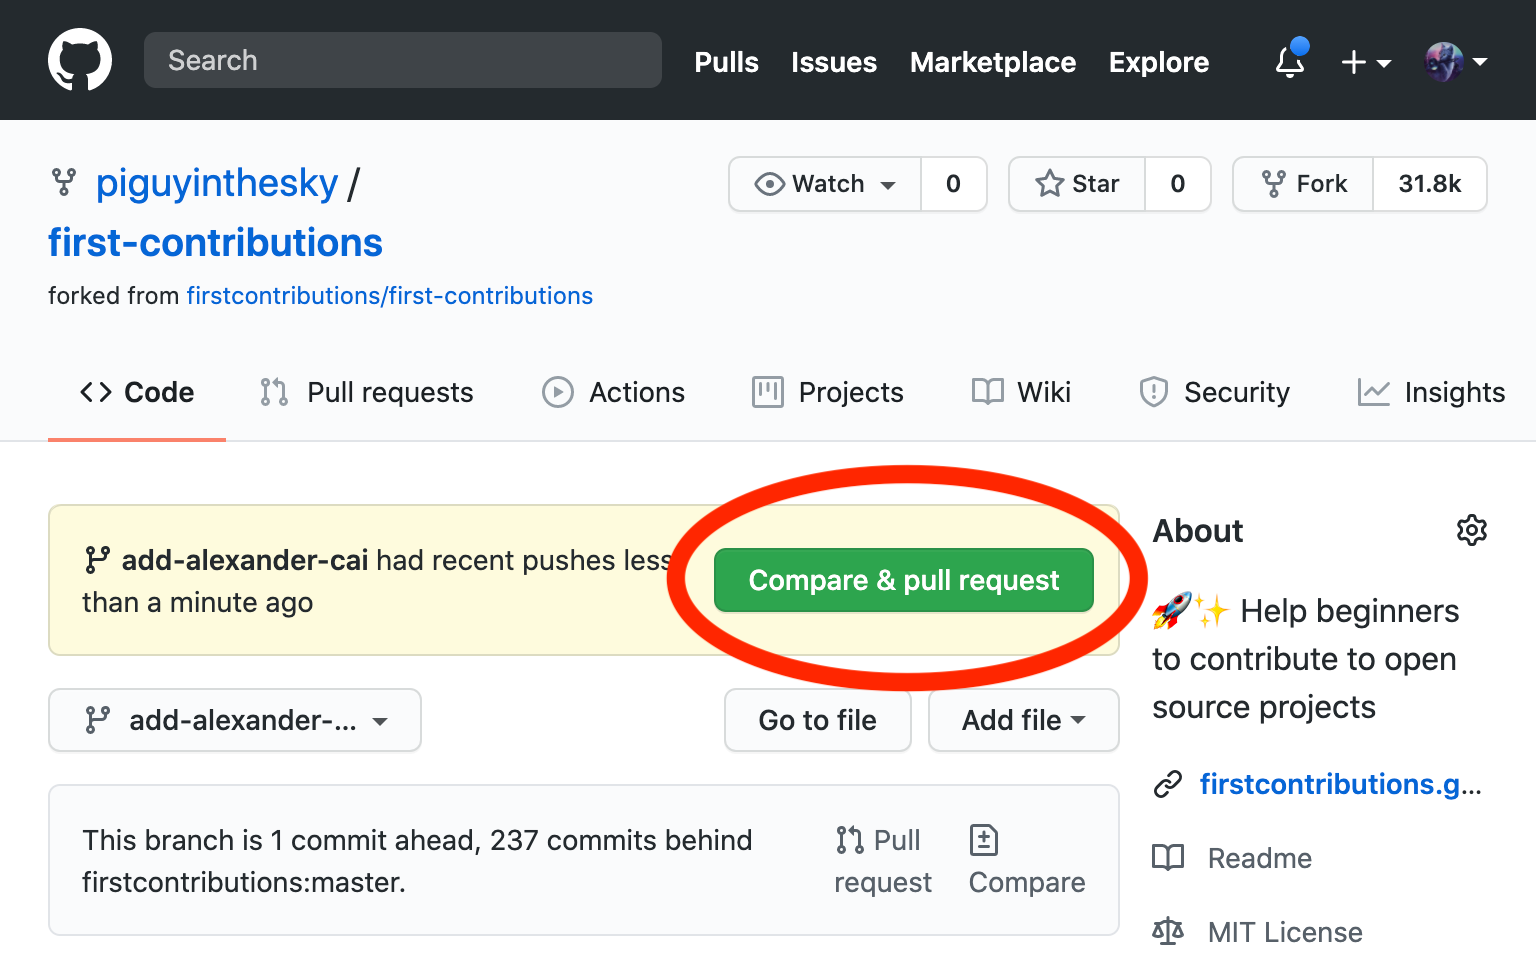 Search
Pulls Issues Marketplace Explore
piguyinthesky /
first-contributions
forked from firstcontributions/first-contributions
Watch 0 Star 0 Fork 31.8k
Code Pull requests Actions Projects Wiki Security Insights
add-alexander-cai had recent pushes less
than a minute ago
Compare & pull request
add-alexander-...
Go to file
Add file
This branch is 1 commit ahead, 237 commits behind
firstcontributions:master.
Pull
request
Compare
About
Help beginners
to contribute to open
source projects
firstcontributions.g...
Readme
MIT License